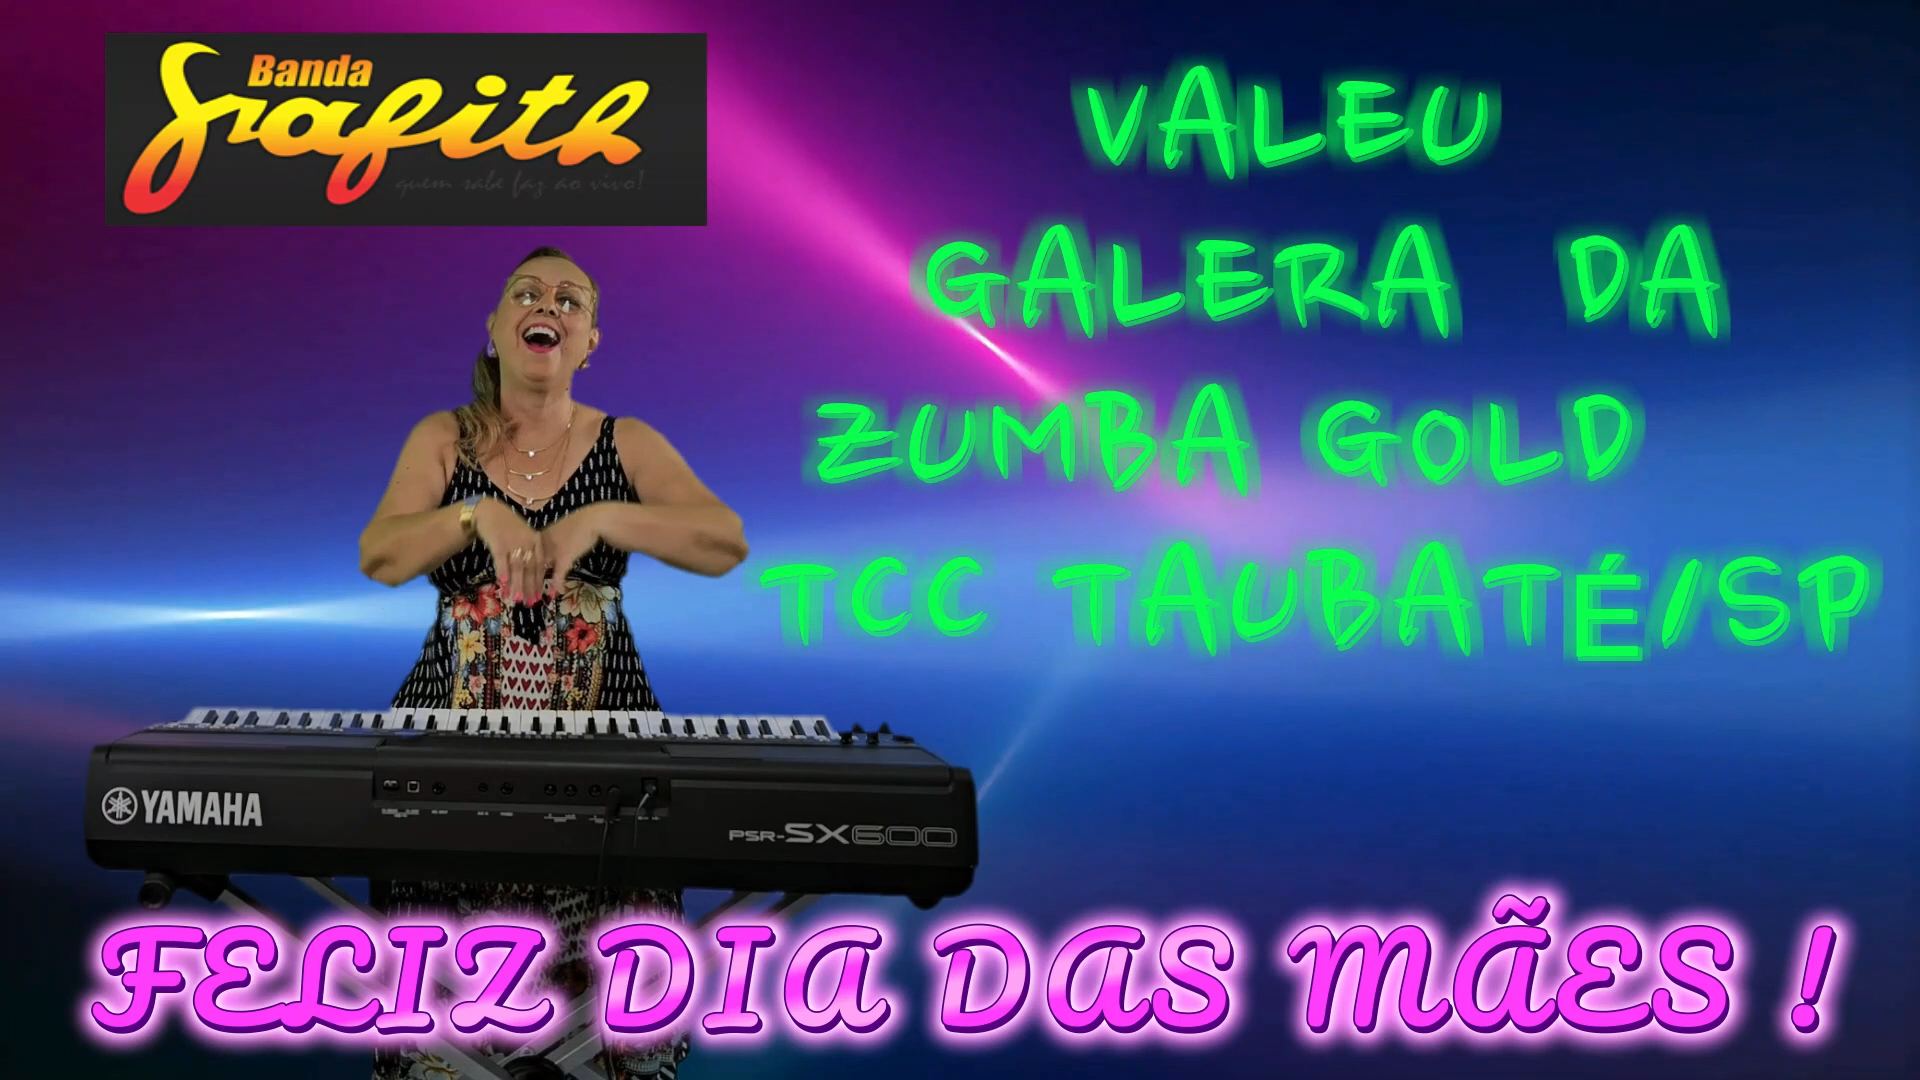 Banda
Grafith
quem sabe faz ao vivo!
VALEU
GALERA DA
ZUMBA GOLD
TCC TAUBATÉ/SP
YAMAHA
PSR-SX600
FELIZ DIA DAS MÃES !